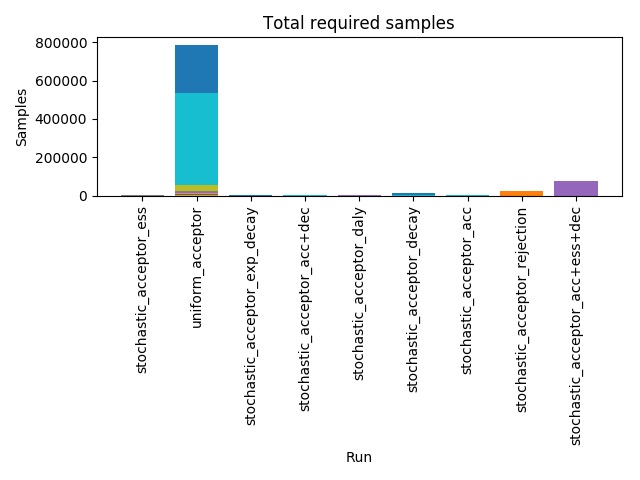 Total required samples
800000
600000
400000
200000
0
Samples
stochastic_acceptor_ess
uniform_acceptor
stochastic_acceptor_exp_decay
stochastic_acceptor_acc+dec
stochastic_acceptor_daly
stochastic_acceptor_decay
stochastic_acceptor_acc
stochastic_acceptor_rejection
stochastic_acceptor_acc+ess+dec
Run